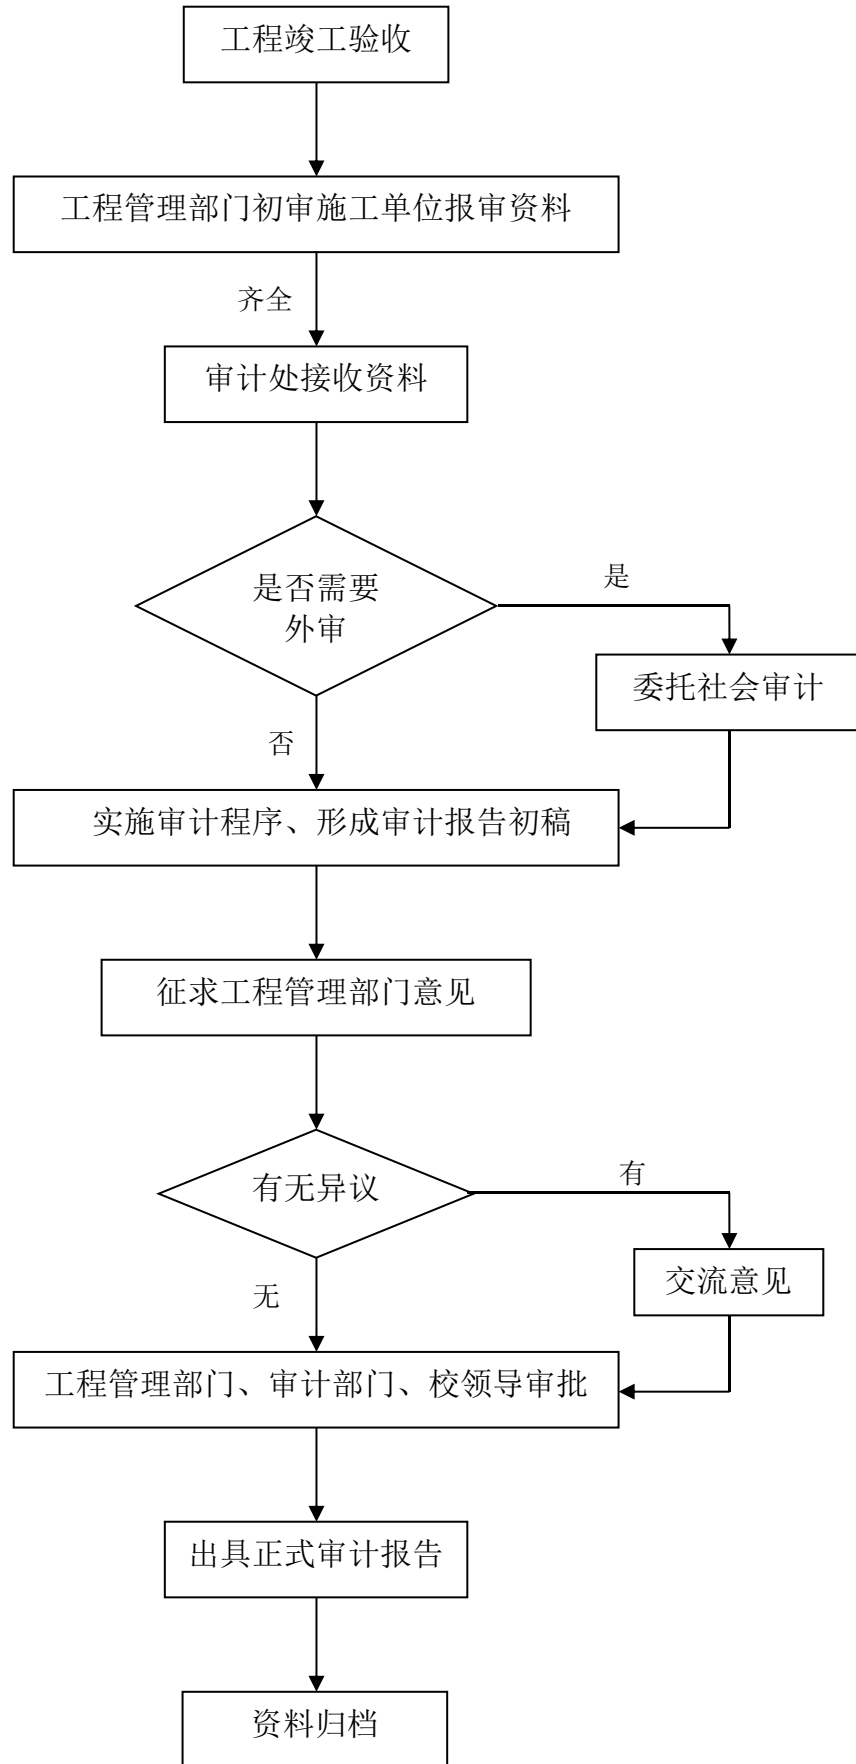 工程竣工验收
工程管理部门初审施工单位报审资料
齐全
审计处接收资料
是否需要
外审
是
委托社会审计
否
实施审计程序、形成审计报告初稿
征求工程管理部门意见
有无异议
有
交流意见
无
工程管理部门、审计部门、校领导审批
出具正式审计报告
资料归档